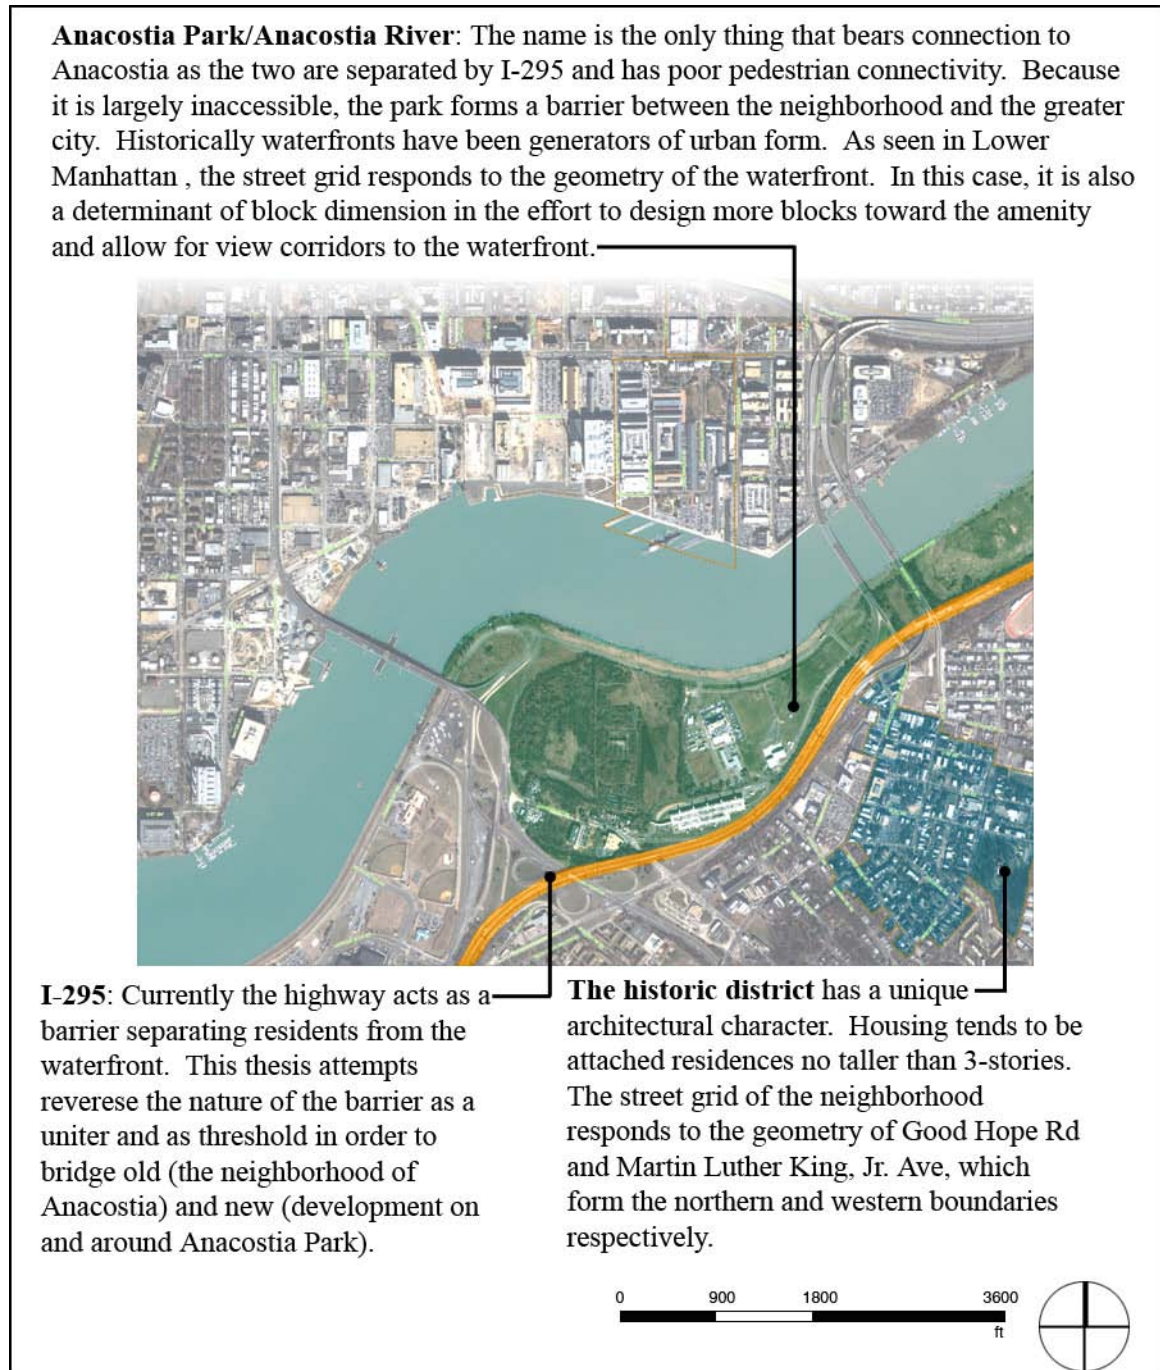 Anacostia Park/Anacostia River: The name is the only thing that bears connection to
Anacostia as the two are separated by I-295 and has poor pedestrian connectivity.  Because
it is largely inaccessible, the park forms a barrier between the neighborhood and the greater
city.  Historically waterfronts have been generators of urban form.  As seen in Lower
Manhattan , the street grid responds to the geometry of the waterfront.  In this case, it is also
a determinant of block dimension in the effort to design more blocks toward the amenity
and allow for view corridors to the waterfront.
I-295: Currently the highway acts as a
barrier separating residents from the
waterfront.  This thesis attempts
reverese the nature of the barrier as a
uniter and as threshold in order to
bridge old (the neighborhood of
Anacostia) and new (development on
and around Anacostia Park).
The historic district has a unique
architectural character.  Housing tends to be
attached residences no taller than 3-stories.
The street grid of the neighborhood
responds to the geometry of Good Hope Rd
and Martin Luther King, Jr. Ave, which
form the northern and western boundaries
respectively.
0 900 1800 3600
ft